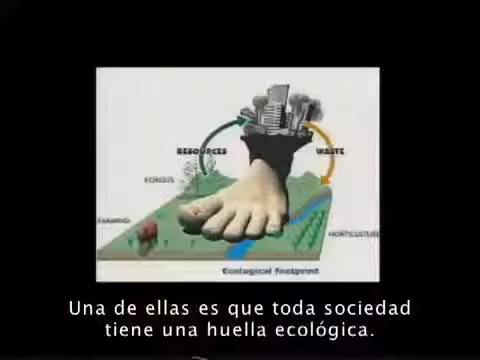 RESOURCES
WASTE
FORESTS
FARMING
HORTICULTURE
Ecological footprint
Una de ellas es que toda sociedad
tiene una huella ecológica.